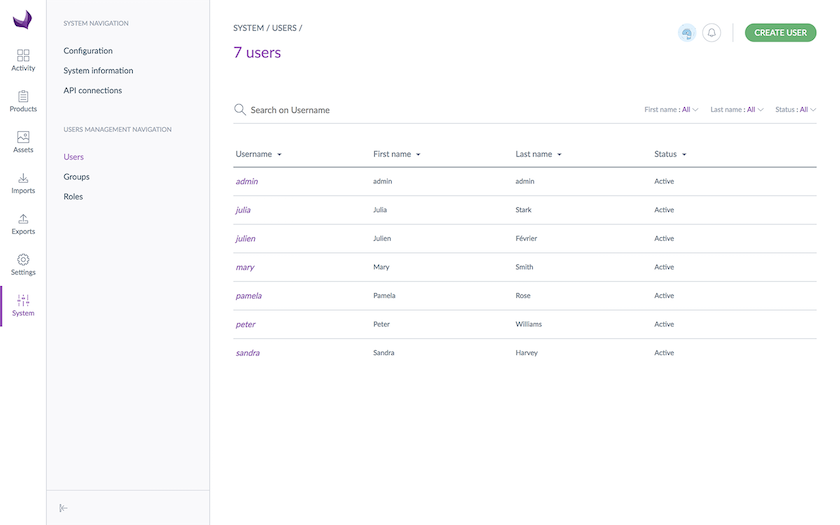 Activity
Products
Assets
Imports
Exports
Settings
System
SYSTEM NAVIGATION
Configuration
System information
API connections
USERS MANAGEMENT NAVIGATION
Users
Groups
Roles
SYSTEM / USERS /
CREATE USER
7 users
Search on Username
First name : All Last name : All Status : All
Username First name Last name Status
admin admin admin Active
julia Julia Stark Active
julien Julien Février Active
mary Mary Smith Active
pamela Pamela Rose Active
peter Peter Williams Active
sandra Sandra Harvey Active